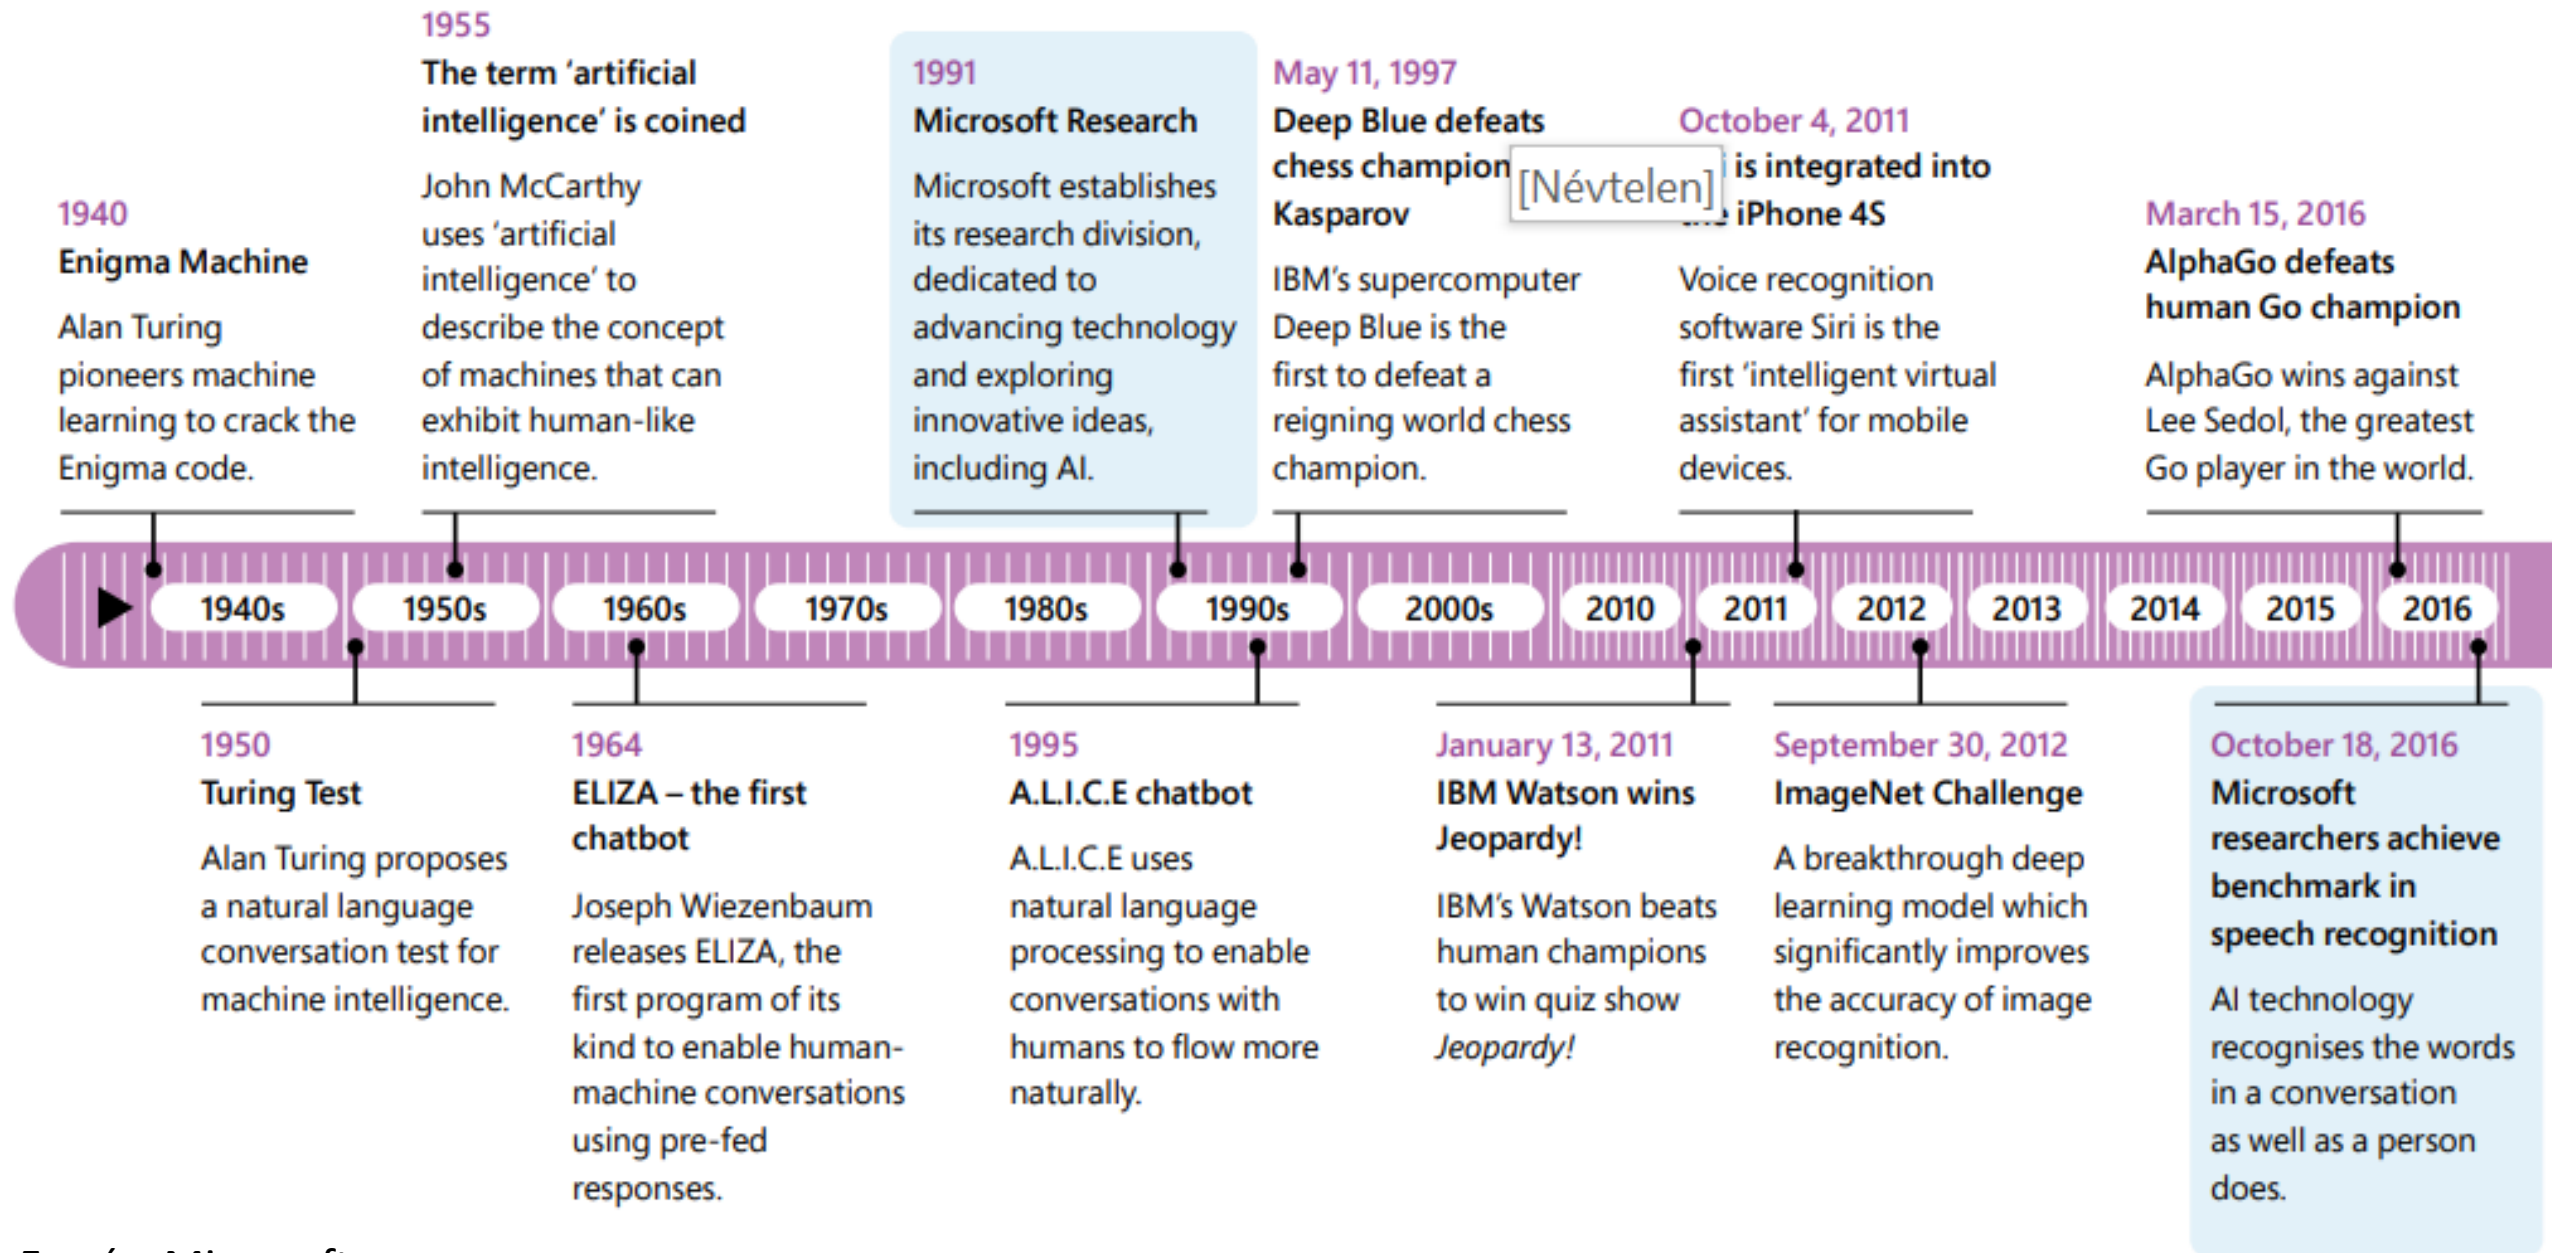 1940
Enigma Machine
Alan Turing
pioneers machine
learning to crack the
Enigma code.
1955
The term ‘artificial
intelligence’ is coined
John McCarthy
uses ‘artificial
intelligence’ to
describe the concept
of machines that can
exhibit human-like
intelligence.
1991
Microsoft Research
Microsoft establishes
its research division,
dedicated to
advancing technology
and exploring
innovative ideas,
including AI.
May 11, 1997
Deep Blue defeats
chess champion
Kasparov
IBM’s supercomputer
Deep Blue is the
first to defeat a
reigning world chess
champion.
[Névtelen]
October 4, 2011
is integrated into
iPhone 4S
Voice recognition
software Siri is the
first ‘intelligent virtual
assistant’ for mobile
devices.
March 15, 2016
AlphaGo defeats
human Go champion
AlphaGo wins against
Lee Sedol, the greatest
Go player in the world.
1940s 1950s 1960s 1970s 1980s 1990s 2000s 2010 2011 2012 2013 2014 2015 2016
1950
Turing Test
Alan Turing proposes
a natural language
conversation test for
machine intelligence.
1964
ELIZA – the first
chatbot
Joseph Wiezenbaum
releases ELIZA, the
first program of its
kind to enable human-
machine conversations
using pre-fed
responses.
1995
A.L.I.C.E chatbot
A.L.I.C.E uses
natural language
processing to enable
conversations with
humans to flow more
naturally.
January 13, 2011
IBM Watson wins
Jeopardy!
IBM’s Watson beats
human champions
to win quiz show
Jeopardy!
September 30, 2012
ImageNet Challenge
A breakthrough deep
learning model which
significantly improves
the accuracy of image
recognition.
October 18, 2016
Microsoft
researchers achieve
benchmark in
speech recognition
AI technology
recognises the words
in a conversation
as well as a person
does.